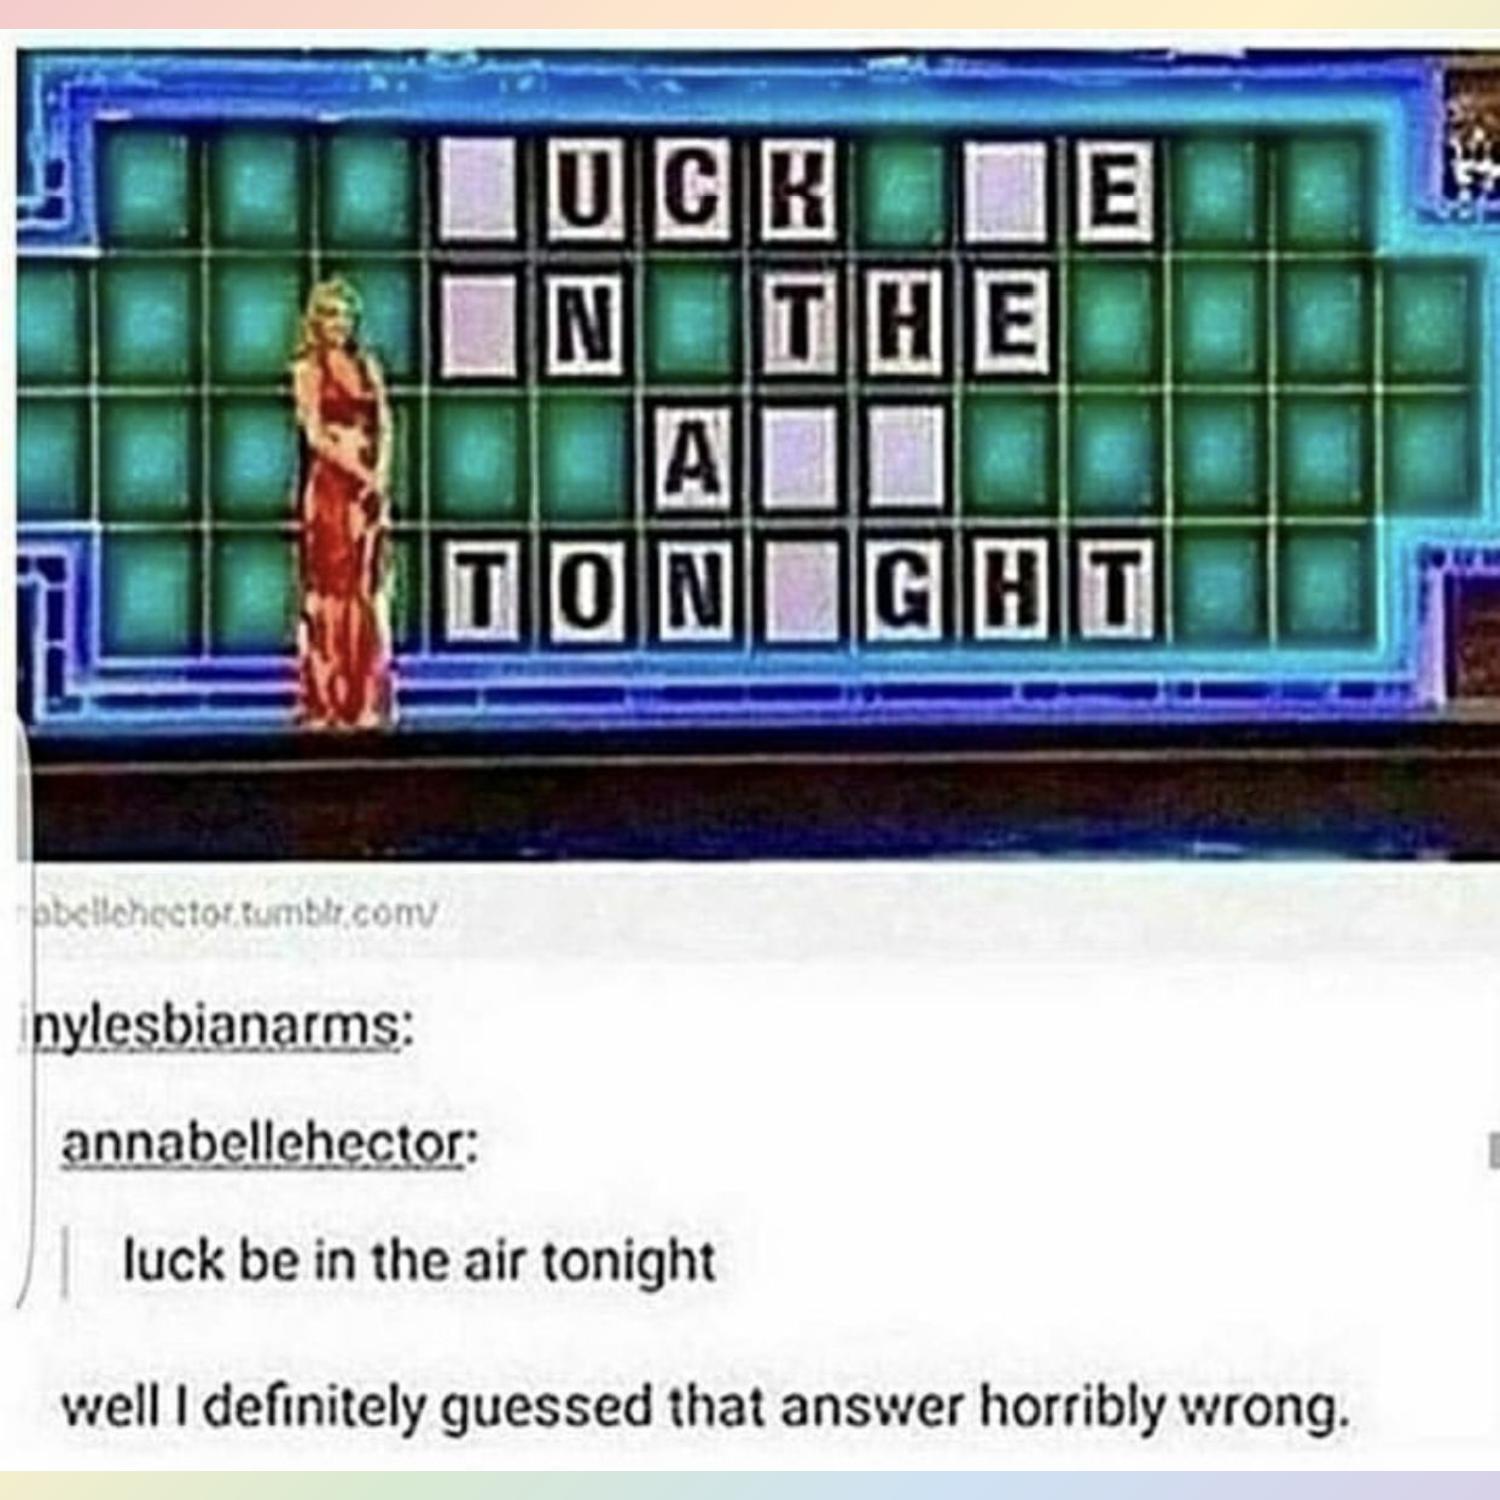 UCK E
N THE
A
TON GHT
abellehector.tumblr.com/
nylesbianarms:
annabellehector:
luck be in the air tonight
well I definitely guessed that answer horribly wrong.